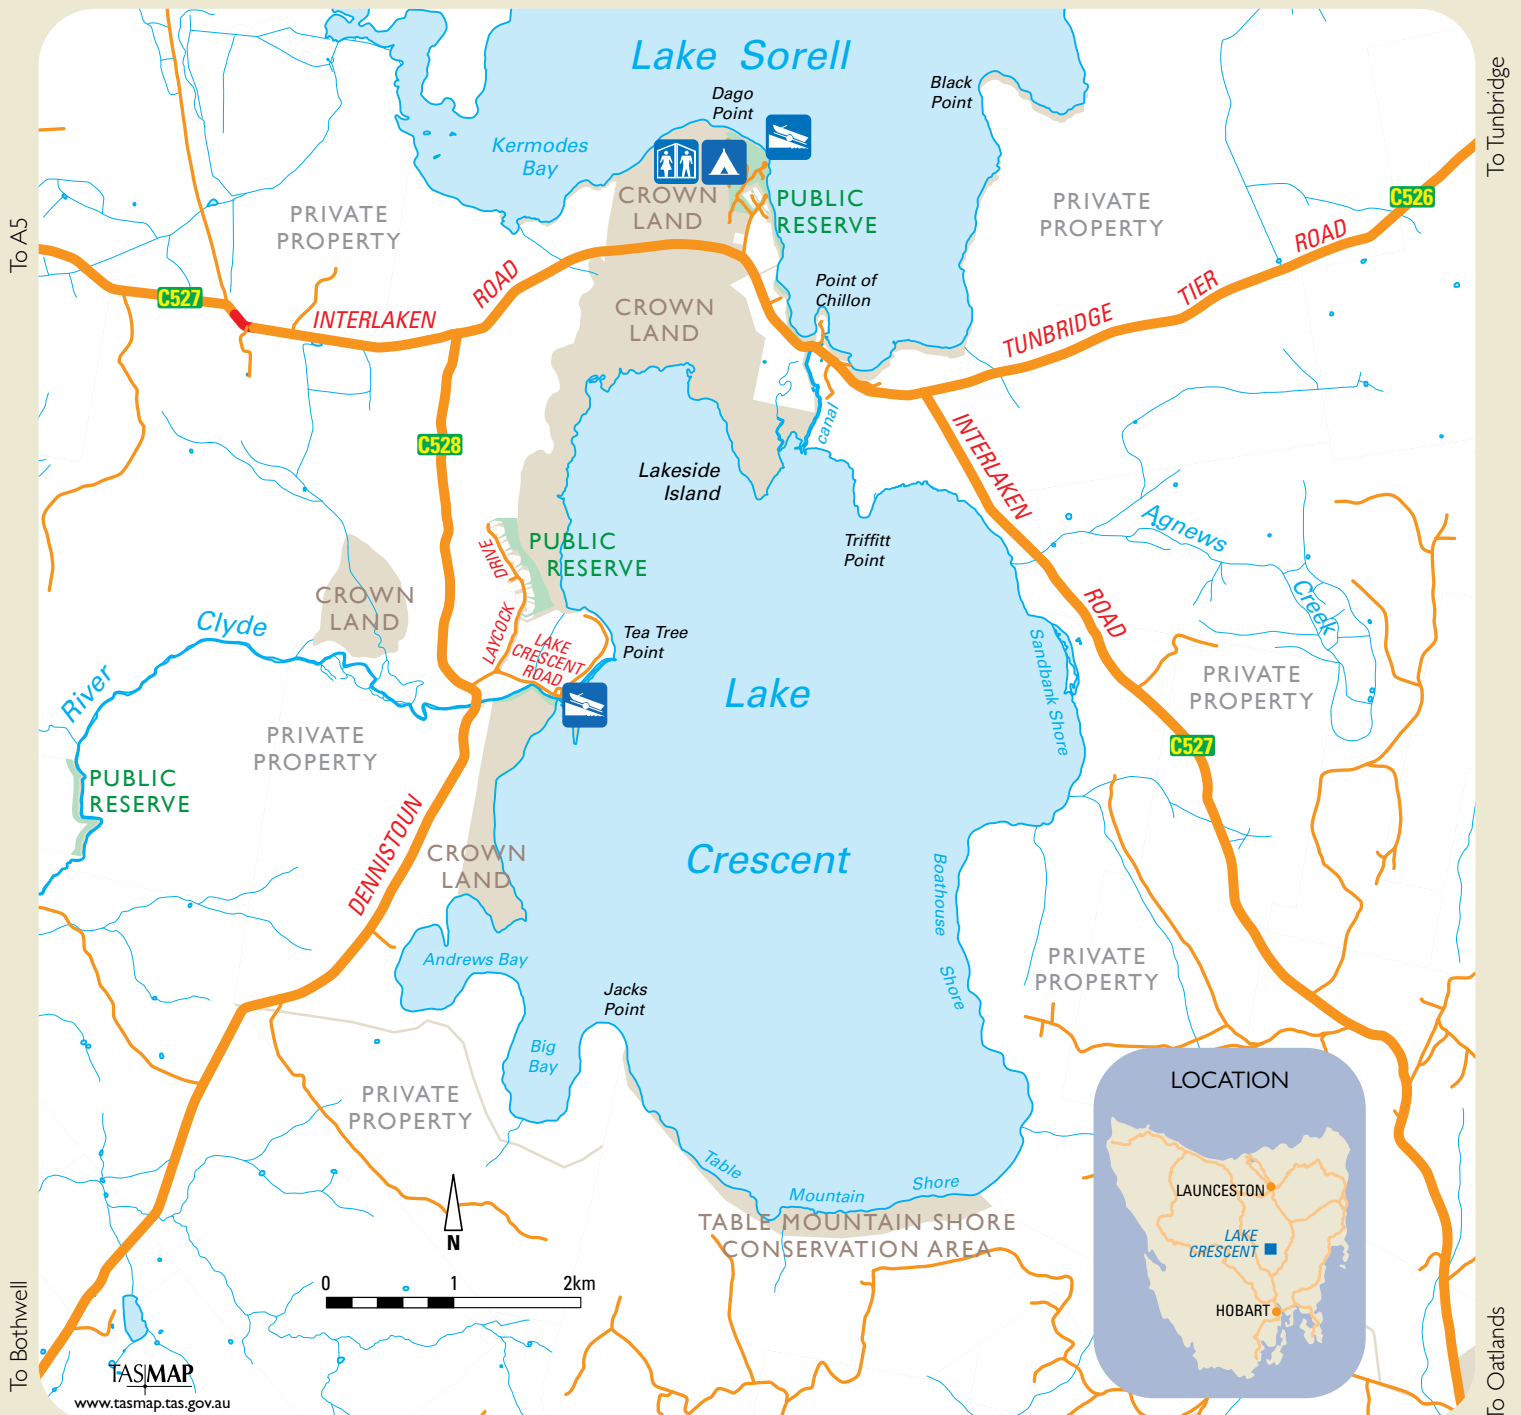 Lake Sorell
Dago
Point
Black
Point
Kermodes
Bay
To Tunbridge
C526
CROWN
LAND
PUBLIC
RESERVE
PRIVATE
PROPERTY
PRIVATE
PROPERTY
To A5
C527
INTERLAKEN ROAD
TUNBRIDGE TIER ROAD
Point of
Chillon
CROWN
LAND
canal
C528
Lakeside
Island
INTERLAKEN ROAD
Triffitt
Point
Agnews Creek
PUBLIC
RESERVE
LAYCOCK DRIVE
CROWN
LAND
River Clyde
LAKE
CRESCENT
ROAD
Tea Tree
Point
Sandbank Shore
PRIVATE
PROPERTY
Lake
Crescent
C527
PRIVATE
PROPERTY
PUBLIC
RESERVE
DENNISTOUN
CROWN
LAND
Boathouse Shore
Andrews Bay
PRIVATE
PROPERTY
Jacks
Point
Big
Bay
PRIVATE
PROPERTY
Table Mountain Shore
TABLE MOUNTAIN SHORE
CONSERVATION AREA
N
0 1 2km
LOCATION
LAUNCESTON
LAKE
CRESCENT
HOBART
To Bothwell
To Oatlands
TASMAP
www.tasmap.tas.gov.au